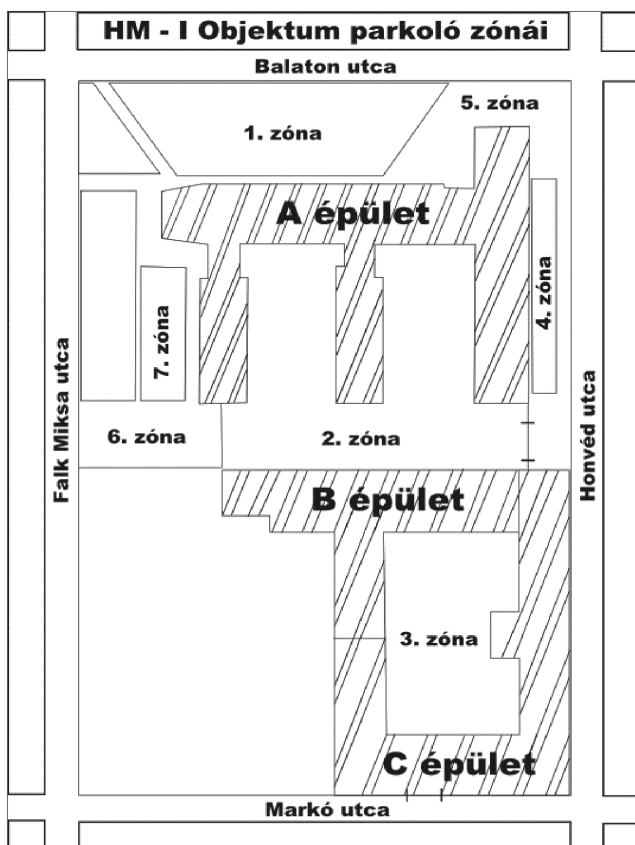 HM - I Objektum parkoló zónái
Balaton utca
5. zóna
1. zóna
A épület
4. zóna
7. zóna
Falk Miksa utca
6. zóna
2. zóna
Honvéd utca
B épület
3. zóna
C épület
Markó utca